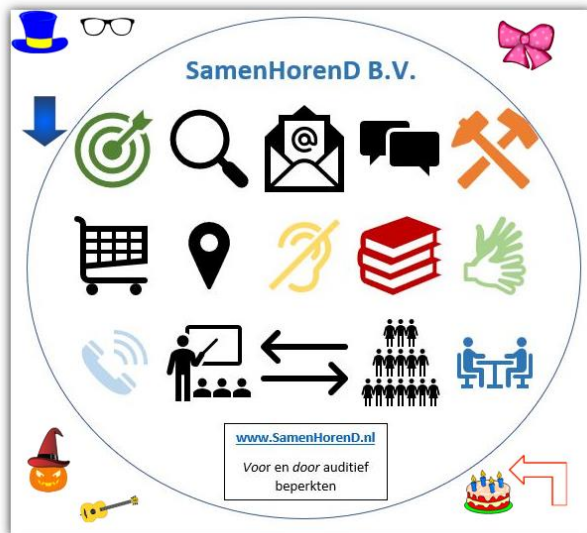 SamenHorenD B.V.
@
www.SamenHorenD.nl
Voor en door auditief
beperkten